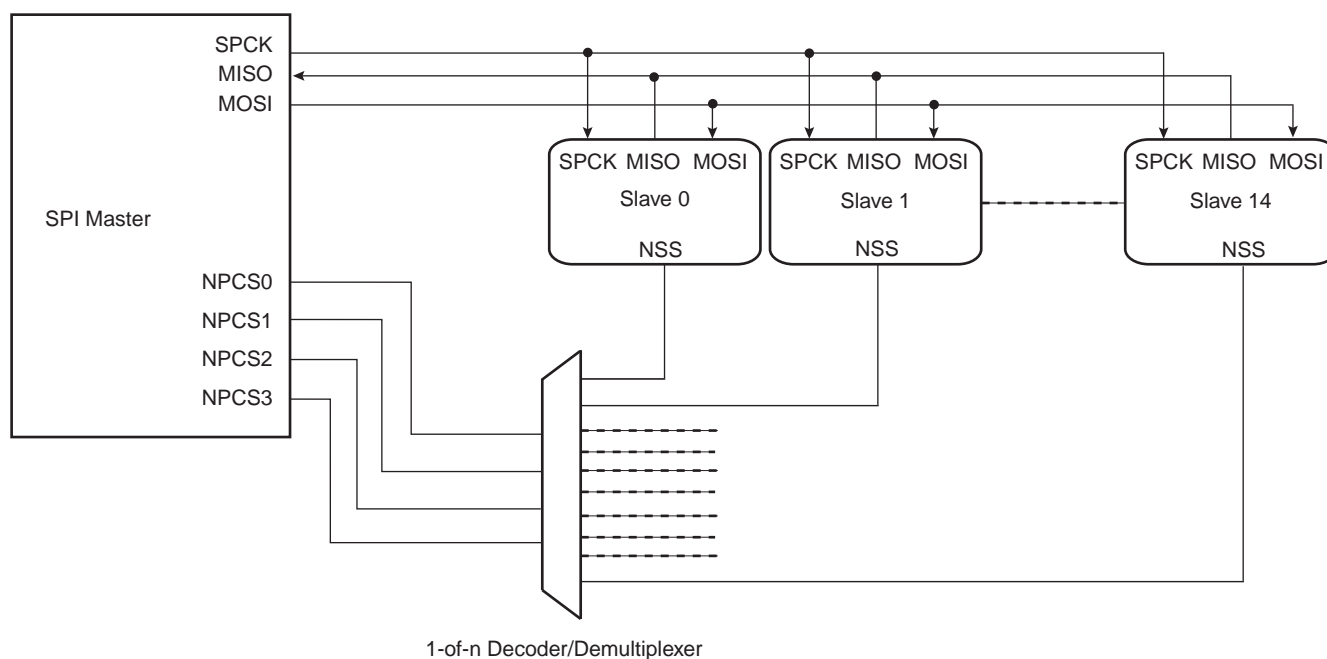 SPCK
MISO
MOSI
SPI Master
NPCS0
NPCS1
NPCS2
NPCS3
SPCK MISO MOSI
Slave 0
NSS
SPCK MISO MOSI
Slave 1
NSS
SPCK MISO MOSI
Slave 14
NSS
1-of-n Decoder/Demultiplexer